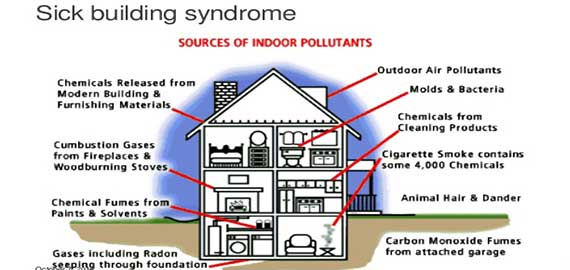 Sick building syndrome
SOURCES OF INDOOR POLLUTANTS
Chemicals Released from
Modern Building &
Furnishing Materials
Cumbustion Gases
from Fireplaces &
Woodburning Stoves
Chemical Fumes from
Paints & Solvents
Gases including Radon
seeping through foundation
Outdoor Air Pollutants
Molds & Bacteria
Chemicals from
Cleaning Products
Cigarette Smoke contains
some 4,000 Chemicals
Animal Hair & Dander
Carbon Monoxide Fumes
from attached garage